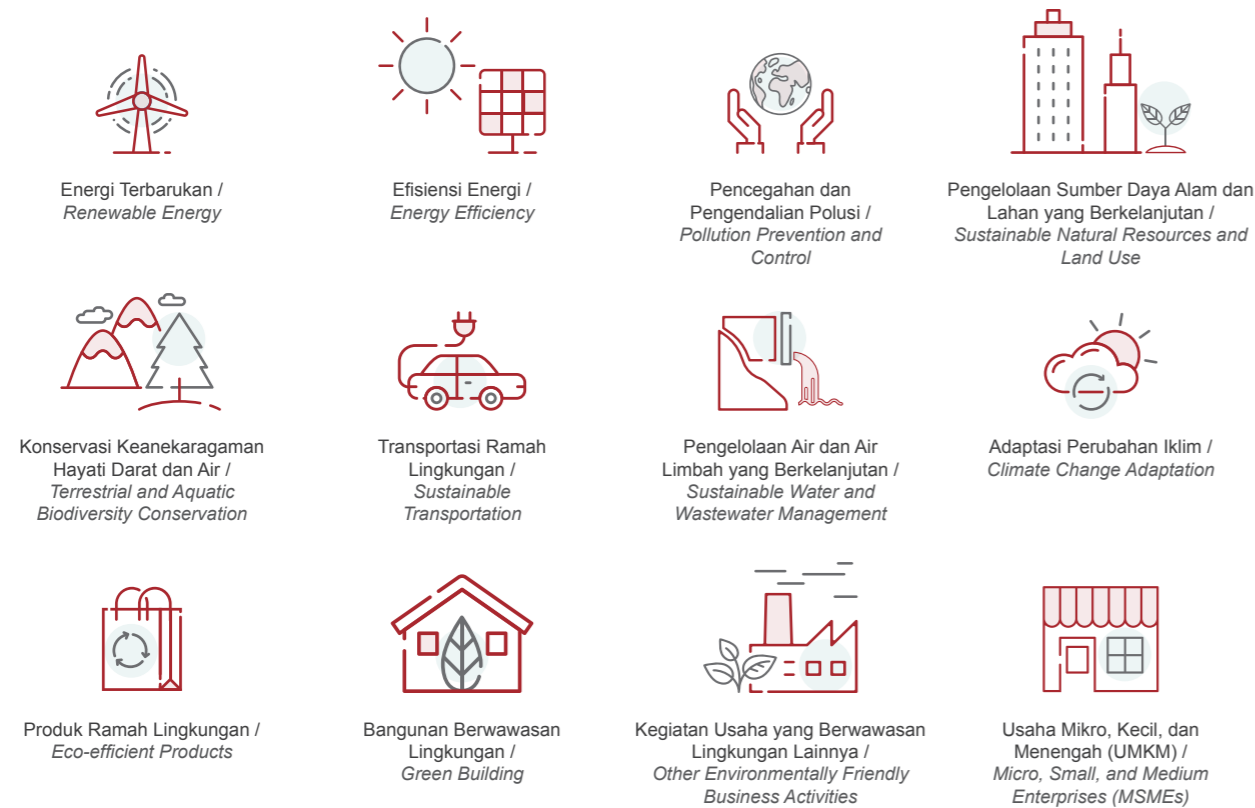 Energi Terbarukan /
Renewable Energy
Efisiensi Energi /
Energy Efficiency
Pencegahan dan
Pengendalian Polusi /
Pollution Prevention and
Control
Pengelolaan Sumber Daya Alam dan
Lahan yang Berkelanjutan /
Sustainable Natural Resources and
Land Use
Konservasi Keanekaragaman
Hayati Darat dan Air /
Terrestrial and Aquatic
Biodiversity Conservation
Transportasi Ramah
Lingkungan /
Sustainable
Transportation
Pengelolaan Air dan Air
Limbah yang Berkelanjutan /
Sustainable Water and
Wastewater Management
Adaptasi Perubahan Iklim /
Climate Change Adaptation
Produk Ramah Lingkungan /
Eco-efficient Products
Bangunan Berwawasan
Lingkungan /
Green Building
Kegiatan Usaha yang Berwawasan
Lingkungan Lainnya /
Other Environmentally Friendly
Business Activities
Usaha Mikro, Kecil, dan
Menengah (UMKM) /
Micro, Small, and Medium
Enterprises (MSMEs)